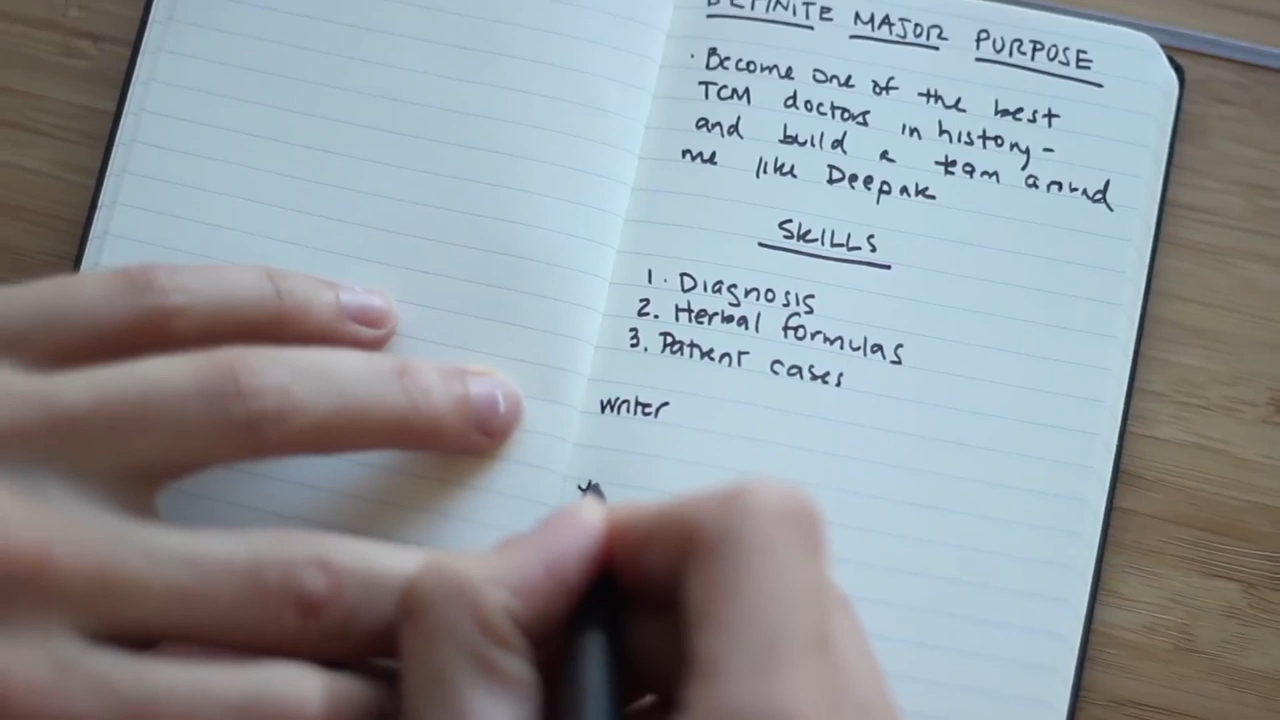 DEFINITE MAJOR PURPOSE
· Become one of the best
TCM doctors in history-
and build a team around
me like Deepak
SKILLS
1. Diagnosis
2. Herbal formulas
3. Patient cases
writer